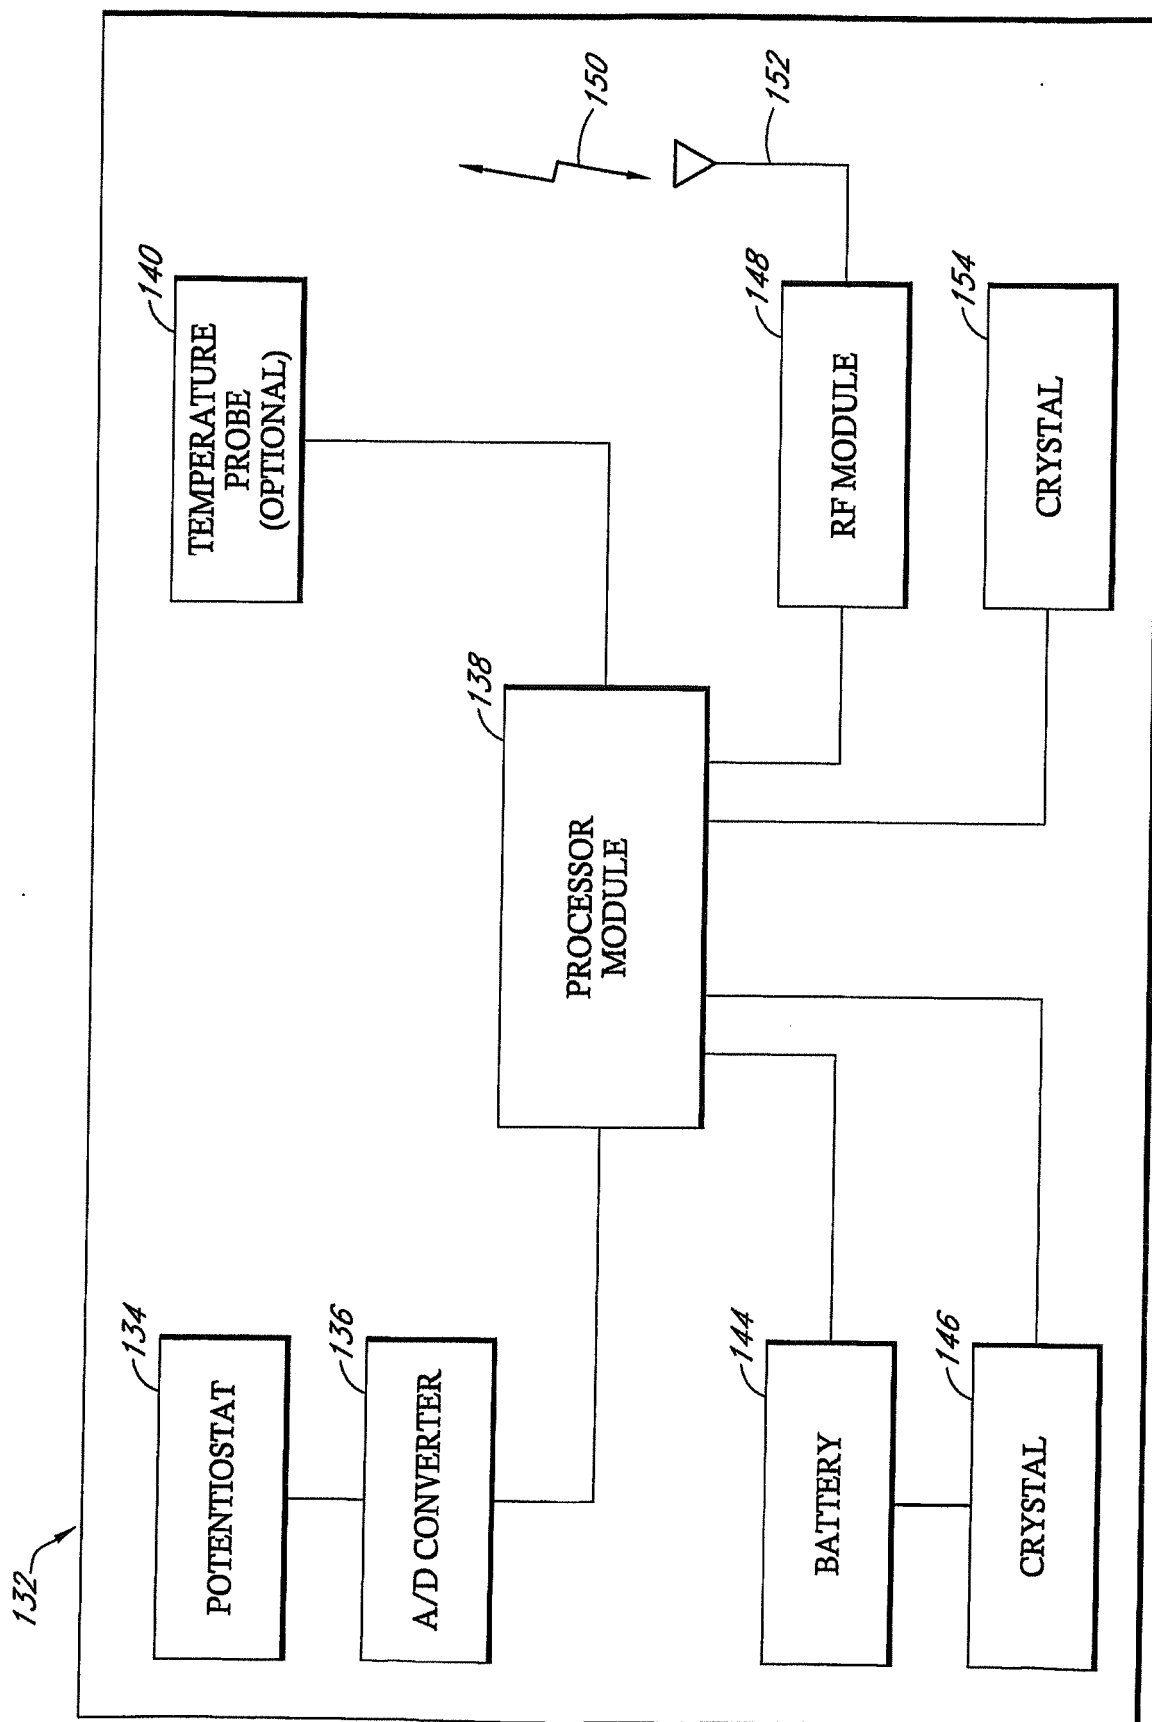 132
134
POTENTIOSTAT
136
A/D CONVERTER
144
BATTERY
146
CRYSTAL
138
PROCESSOR
MODULE
140
TEMPERATURE
PROBE
(OPTIONAL)
148
RF MODULE
154
CRYSTAL
150
152